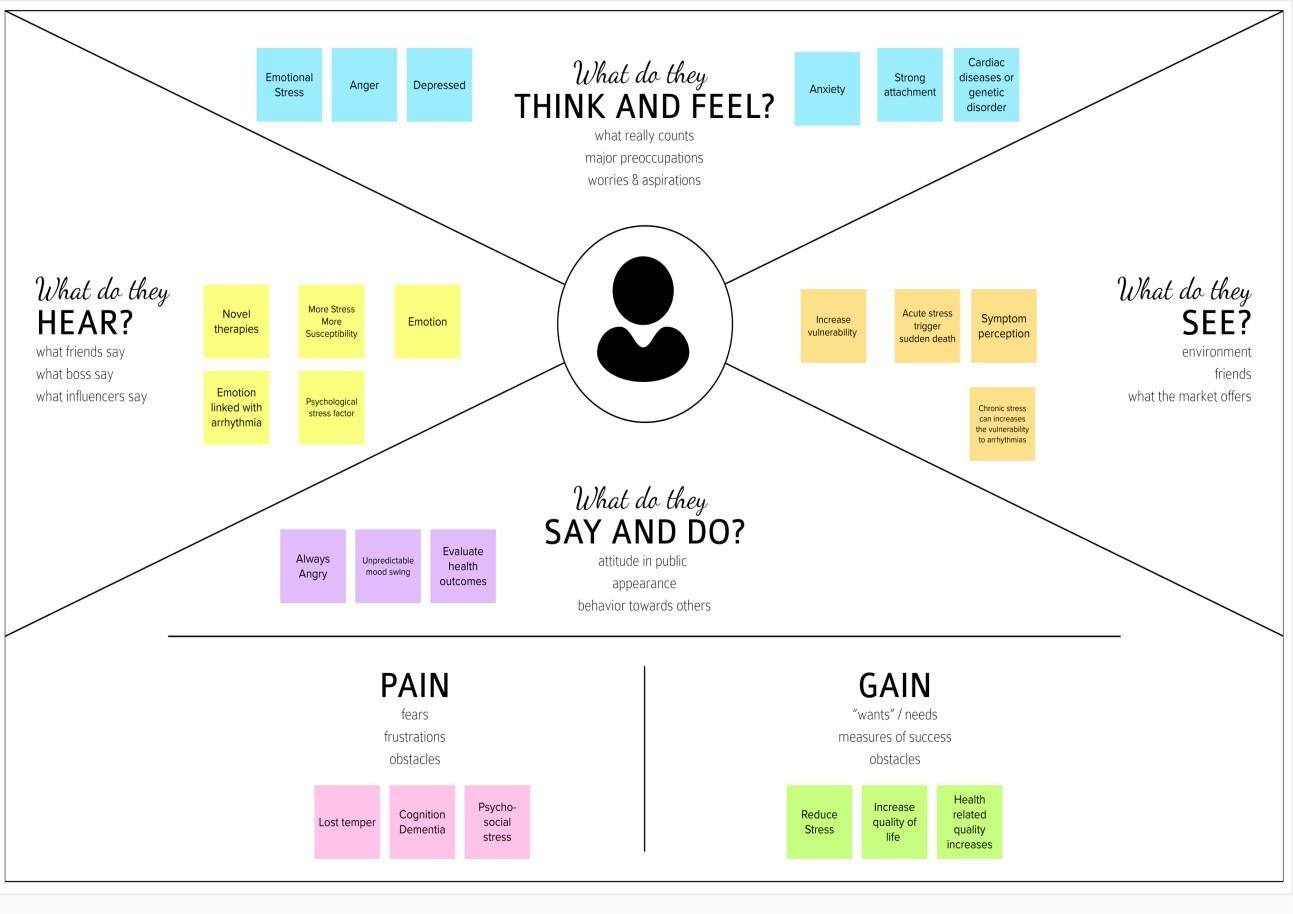 Emotional
Stress
Anger
Depressed
What do they
THINK AND FEEL?
what really counts
major preoccupations
worries & aspirations
Anxiety
Strong
attachment
Cardiac
diseases or
genetic
disorder
What do they
HEAR?
what friends say
what boss say
what influencers say
Novel
therapies
More Stress
More
Susceptibility
Emotion
Emotion
linked with
arrhythmia
Psychological
stress factor
Increase
vulnerability
Acute stress
trigger
sudden death
Symptom
perception
Chronic stress
can increases
the vulnerability
to arrhythmias
What do they
SEE?
environment
friends
what the market offers
Always
Angry
Unpredictable
mood swing
Evaluate
health
outcomes
What do they
SAY AND DO?
attitude in public
appearance
behavior towards others
PAIN
fears
frustrations
obstacles
Lost temper
Cognition
Dementia
Psycho-
social
stress
GAIN
“wants” / needs
measures of success
obstacles
Reduce
Stress
Increase
quality of
life
Health
related
quality
increases